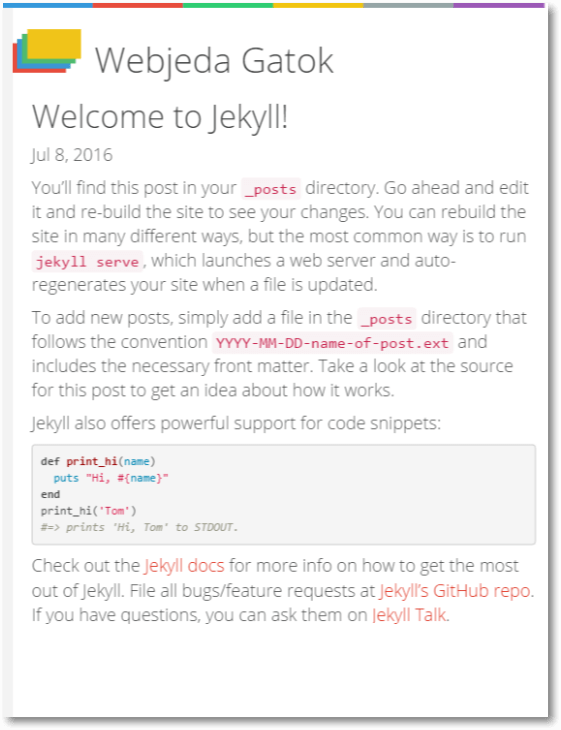 Webjeda Gatok
Welcome to Jekyll!
Jul 8, 2016
You’ll find this post in your _posts directory. Go ahead and edit
it and re-build the site to see your changes. You can rebuild the
site in many different ways, but the most common way is to run
jekyll serve, which launches a web server and auto-
regenerates your site when a file is updated.
To add new posts, simply add a file in the _posts directory that
follows the convention YYYY-MM-DD-name-of-post.ext and
includes the necessary front matter. Take a look at the source
for this post to get an idea about how it works.
Jekyll also offers powerful support for code snippets:
def print_hi(name)
  puts "Hi, #{name}"
end
print_hi('Tom')
#=> prints 'Hi, Tom' to STDOUT.
Check out the Jekyll docs for more info on how to get the most
out of Jekyll. File all bugs/feature requests at Jekyll’s GitHub repo.
If you have questions, you can ask them on Jekyll Talk.